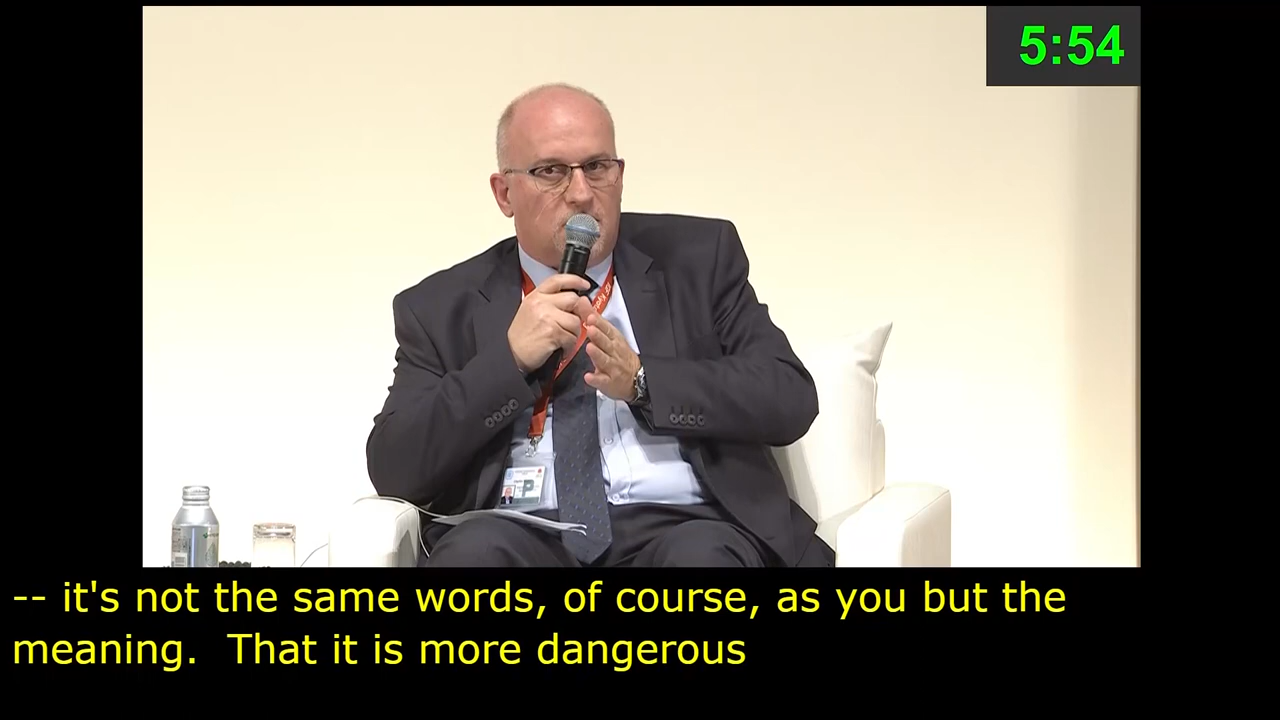 5:54
-- it's not the same words, of course, as you but the
meaning.  That it is more dangerous